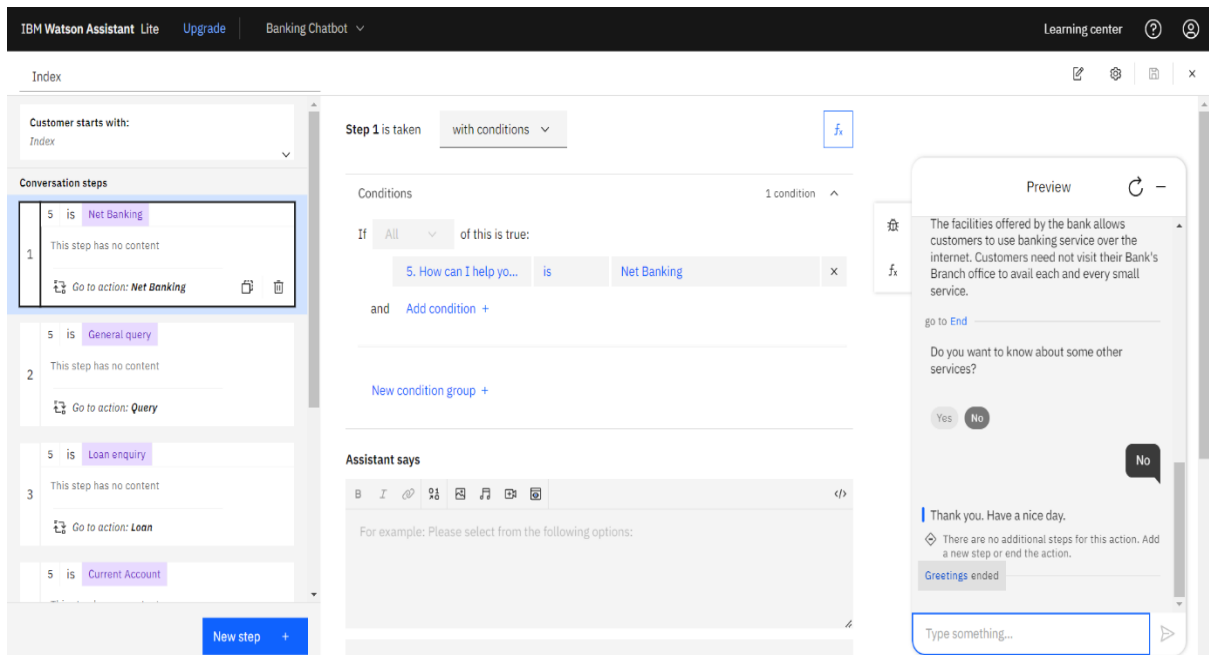 IBM Watson Assistant Lite Upgrade Banking Chatbot Learning center
Index
Customer starts with:
Index
Conversation steps
5 is Net Banking
This step has no content
1
Go to action: Net Banking
5 is General query
This step has no content
2
Go to action: Query
5 is Loan enquiry
This step has no content
3
Go to action: Loan
5 is Current Account
New step +
Step 1 is taken with conditions
fx
Conditions 1 condition
If All of this is true:
5. How can I help yo... is Net Banking x
and Add condition +
New condition group +
Assistant says
B I </>
For example: Please select from the following options:
fx
Preview
The facilities offered by the bank allows
customers to use banking service over the
internet. Customers need not visit their Bank's
Branch office to avail each and every small
service.
go to End
Do you want to know about some other
services?
Yes No
No
Thank you. Have a nice day.
There are no additional steps for this action. Add
a new step or end the action.
Greetings ended
Type something...